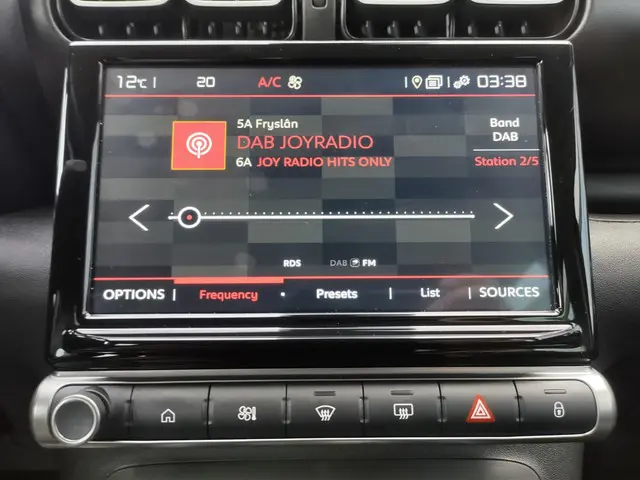 12°C | 20 A/C | | 03:38
5A Fryslân
DAB JOYRADIO
6A JOY RADIO HITS ONLY
Band
DAB
Station 2/5
RDS DAB FM
OPTIONS | Frequency Presets | List | SOURCES